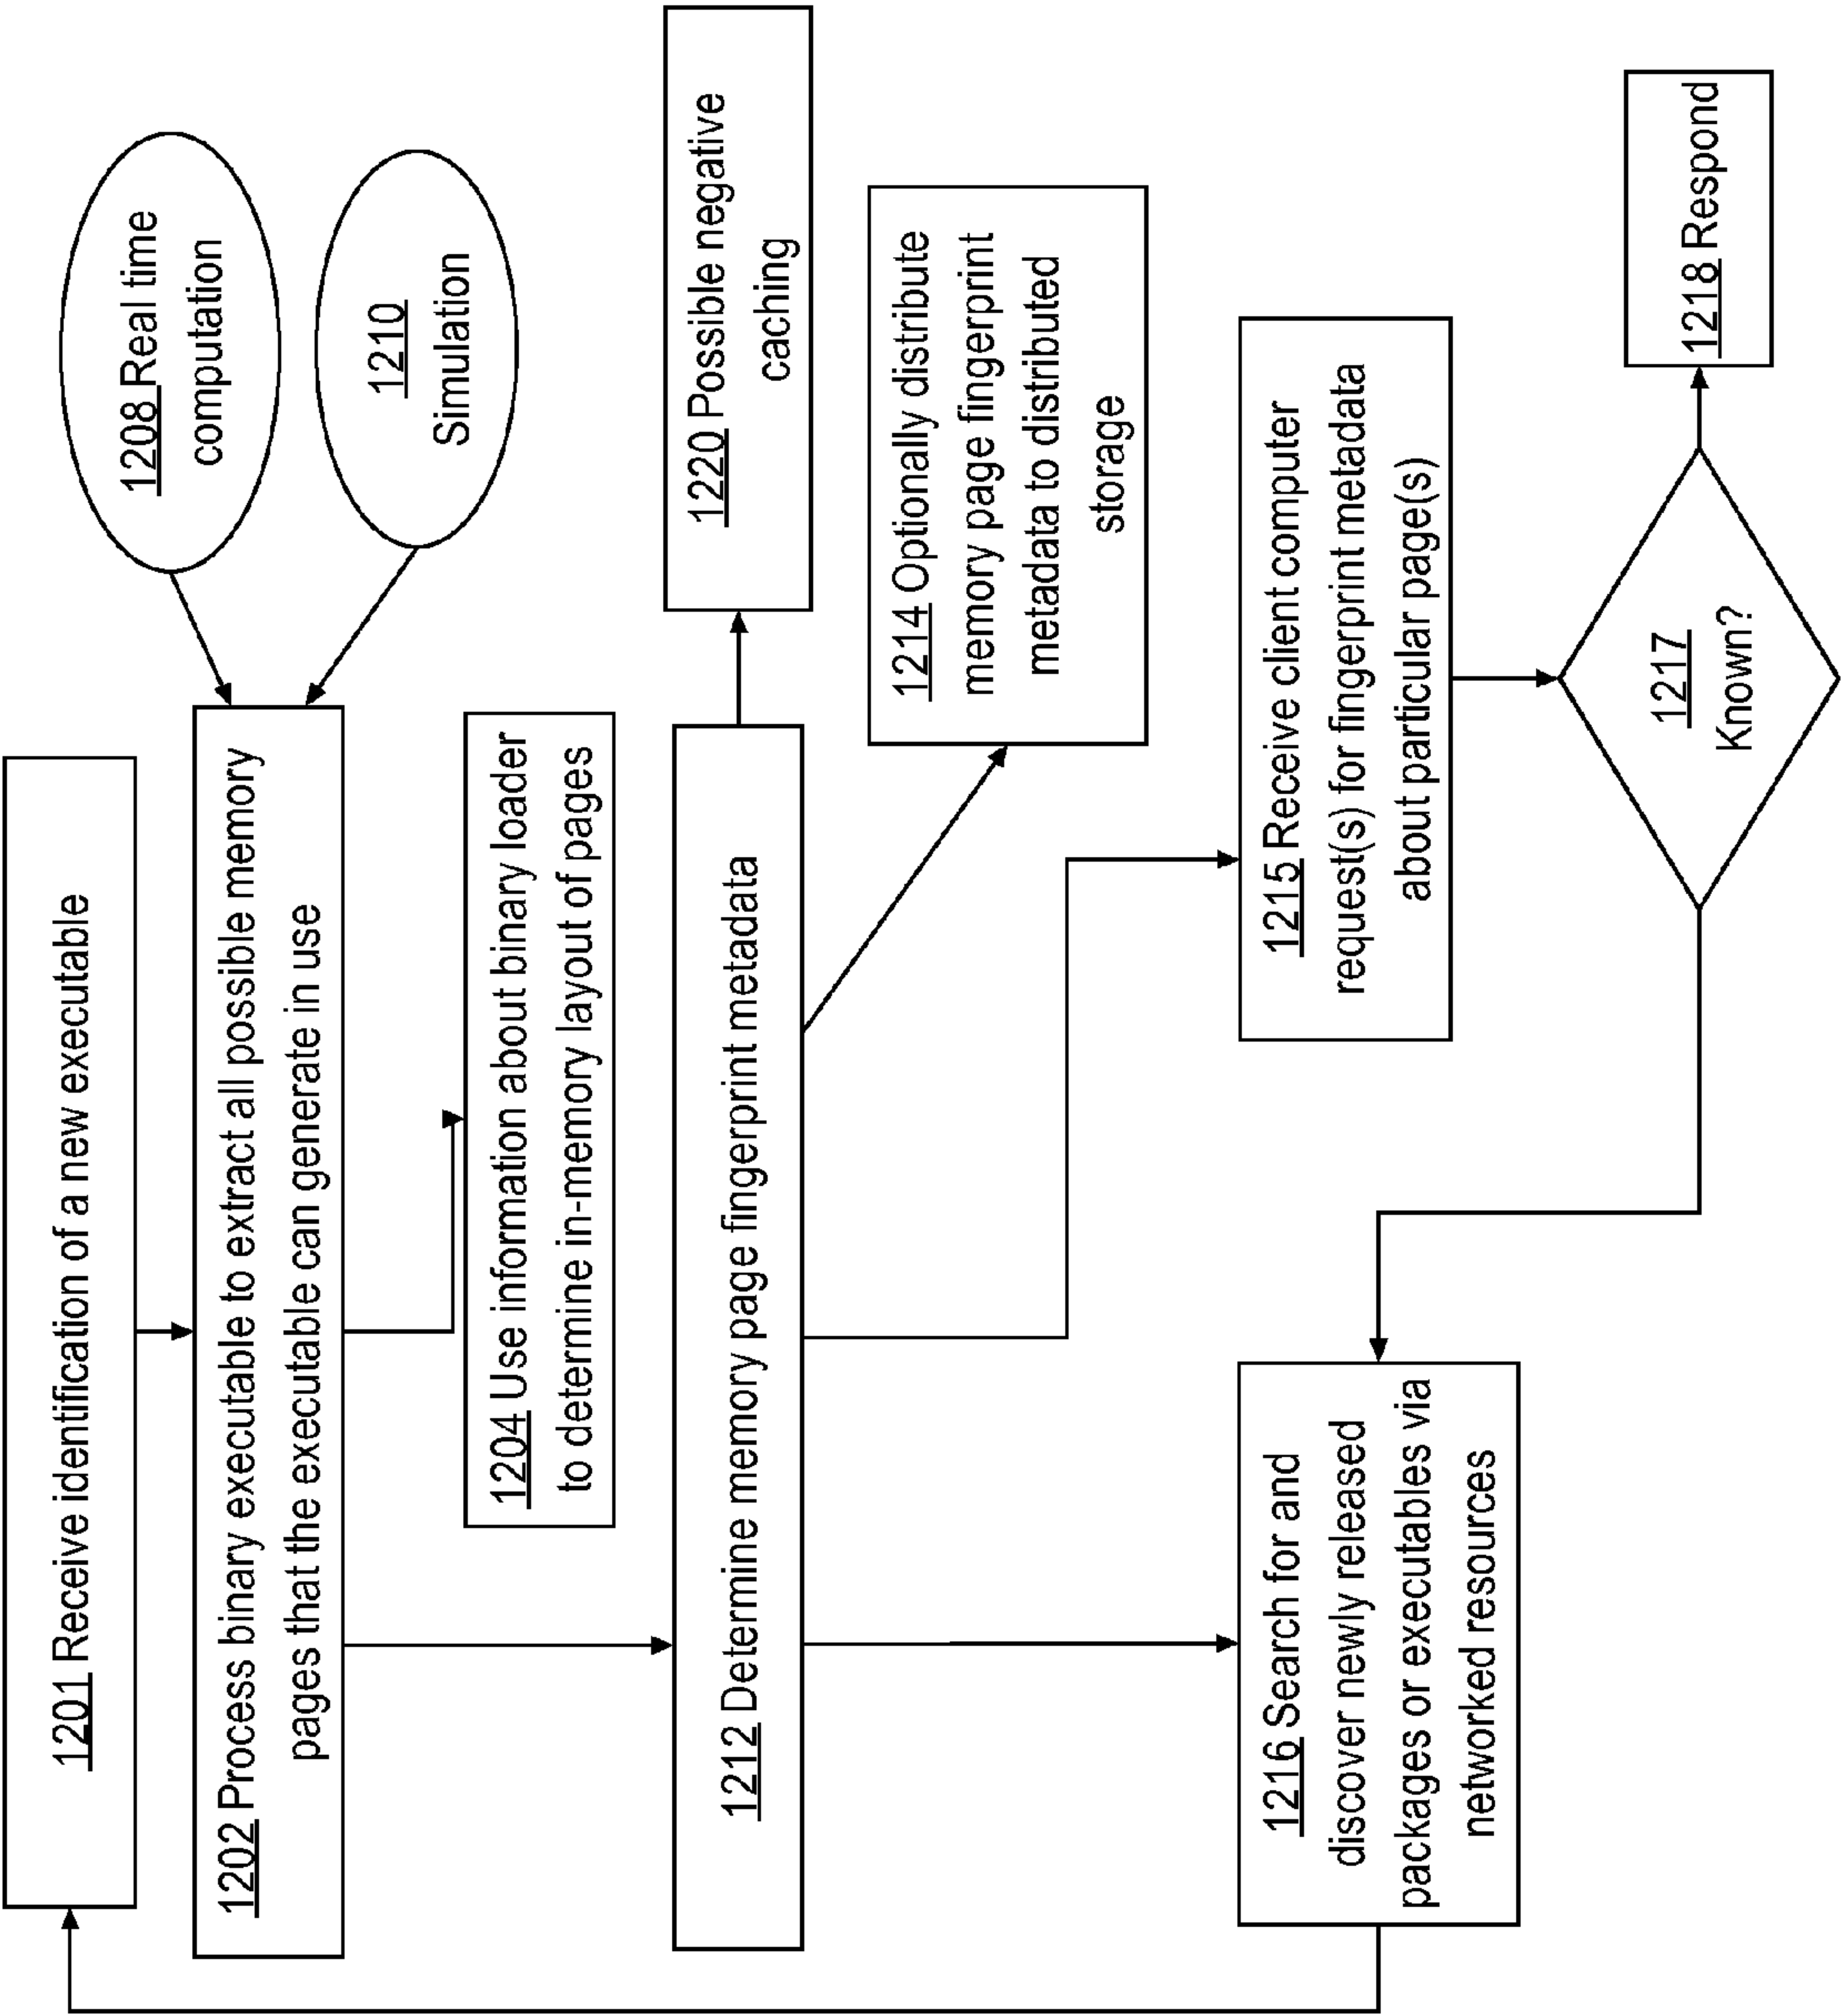 1201 Receive identification of a new executable
1202 Process binary executable to extract all possible memory
pages that the executable can generate in use
1208 Real time
computation
1210
Simulation
1204 Use information about binary loader
to determine in-memory layout of pages
1212 Determine memory page fingerprint metadata
1220 Possible negative
caching
1214 Optionally distribute
memory page fingerprint
metadata to distributed
storage
1216 Search for and
discover newly released
packages or executables via
networked resources
1215 Receive client computer
request(s) for fingerprint metadata
about particular page(s)
1217
Known?
1218 Respond